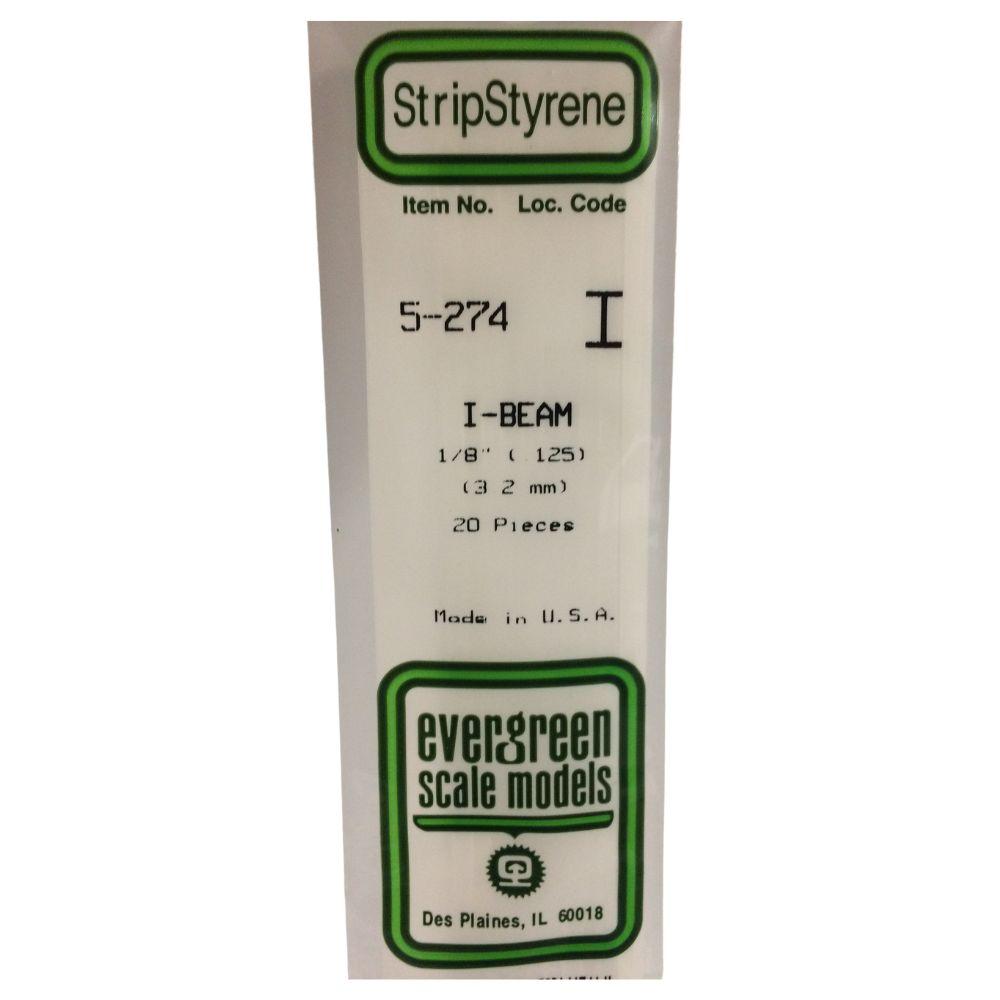 StripStyrene
Item No. Loc. Code
5-274 I
I-BEAM
1/8" (.125)
(3 2 mm)
20 Pieces
Made in U.S.A.
evergreen
scale models
Des Plaines, IL 60018